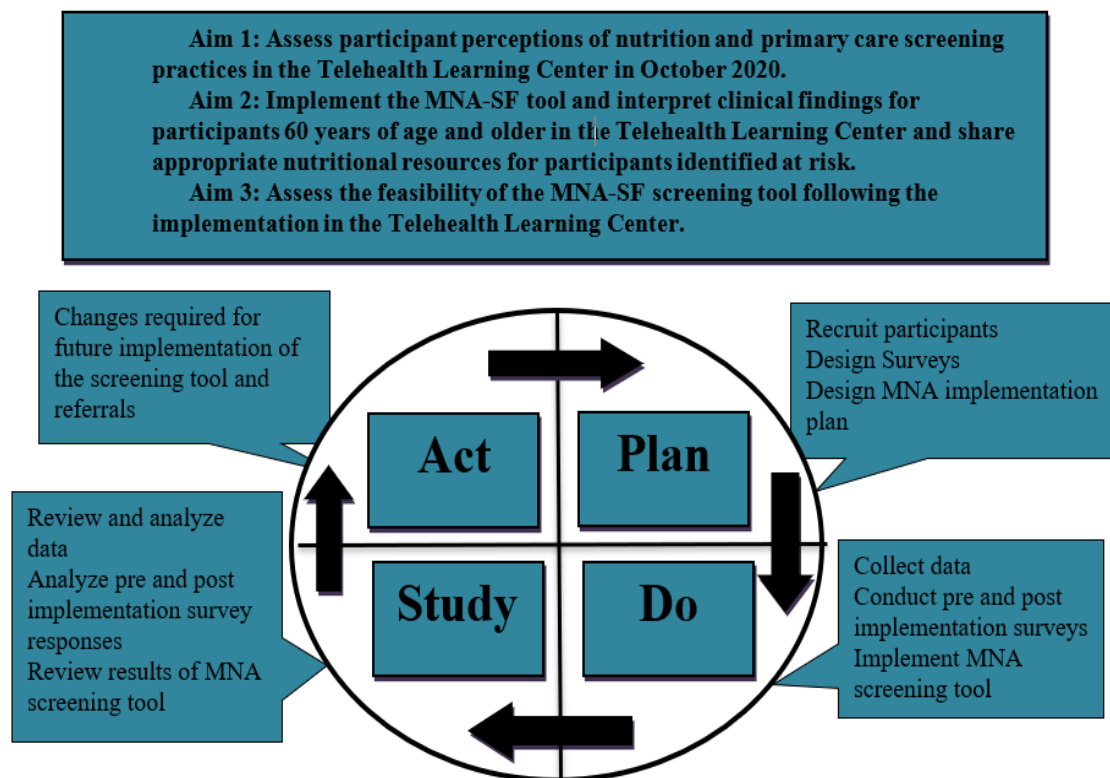 Aim 1: Assess participant perceptions of nutrition and primary care screening
practices in the Telehealth Learning Center in October 2020.
Aim 2: Implement the MNA-SF tool and interpret clinical findings for
participants 60 years of age and older in the Telehealth Learning Center and share
appropriate nutritional resources for participants identified at risk.
Aim 3: Assess the feasibility of the MNA-SF screening tool following the
implementation in the Telehealth Learning Center.
Changes required for
future implementation of
the screening tool and
referrals
Recruit participants
Design Surveys
Design MNA implementation
plan
Act
Plan
Review and analyze
data
Analyze pre and post
implementation survey
responses
Review results of MNA
screening tool
Study
Do
Collect data
Conduct pre and post
implementation surveys
Implement MNA
screening tool